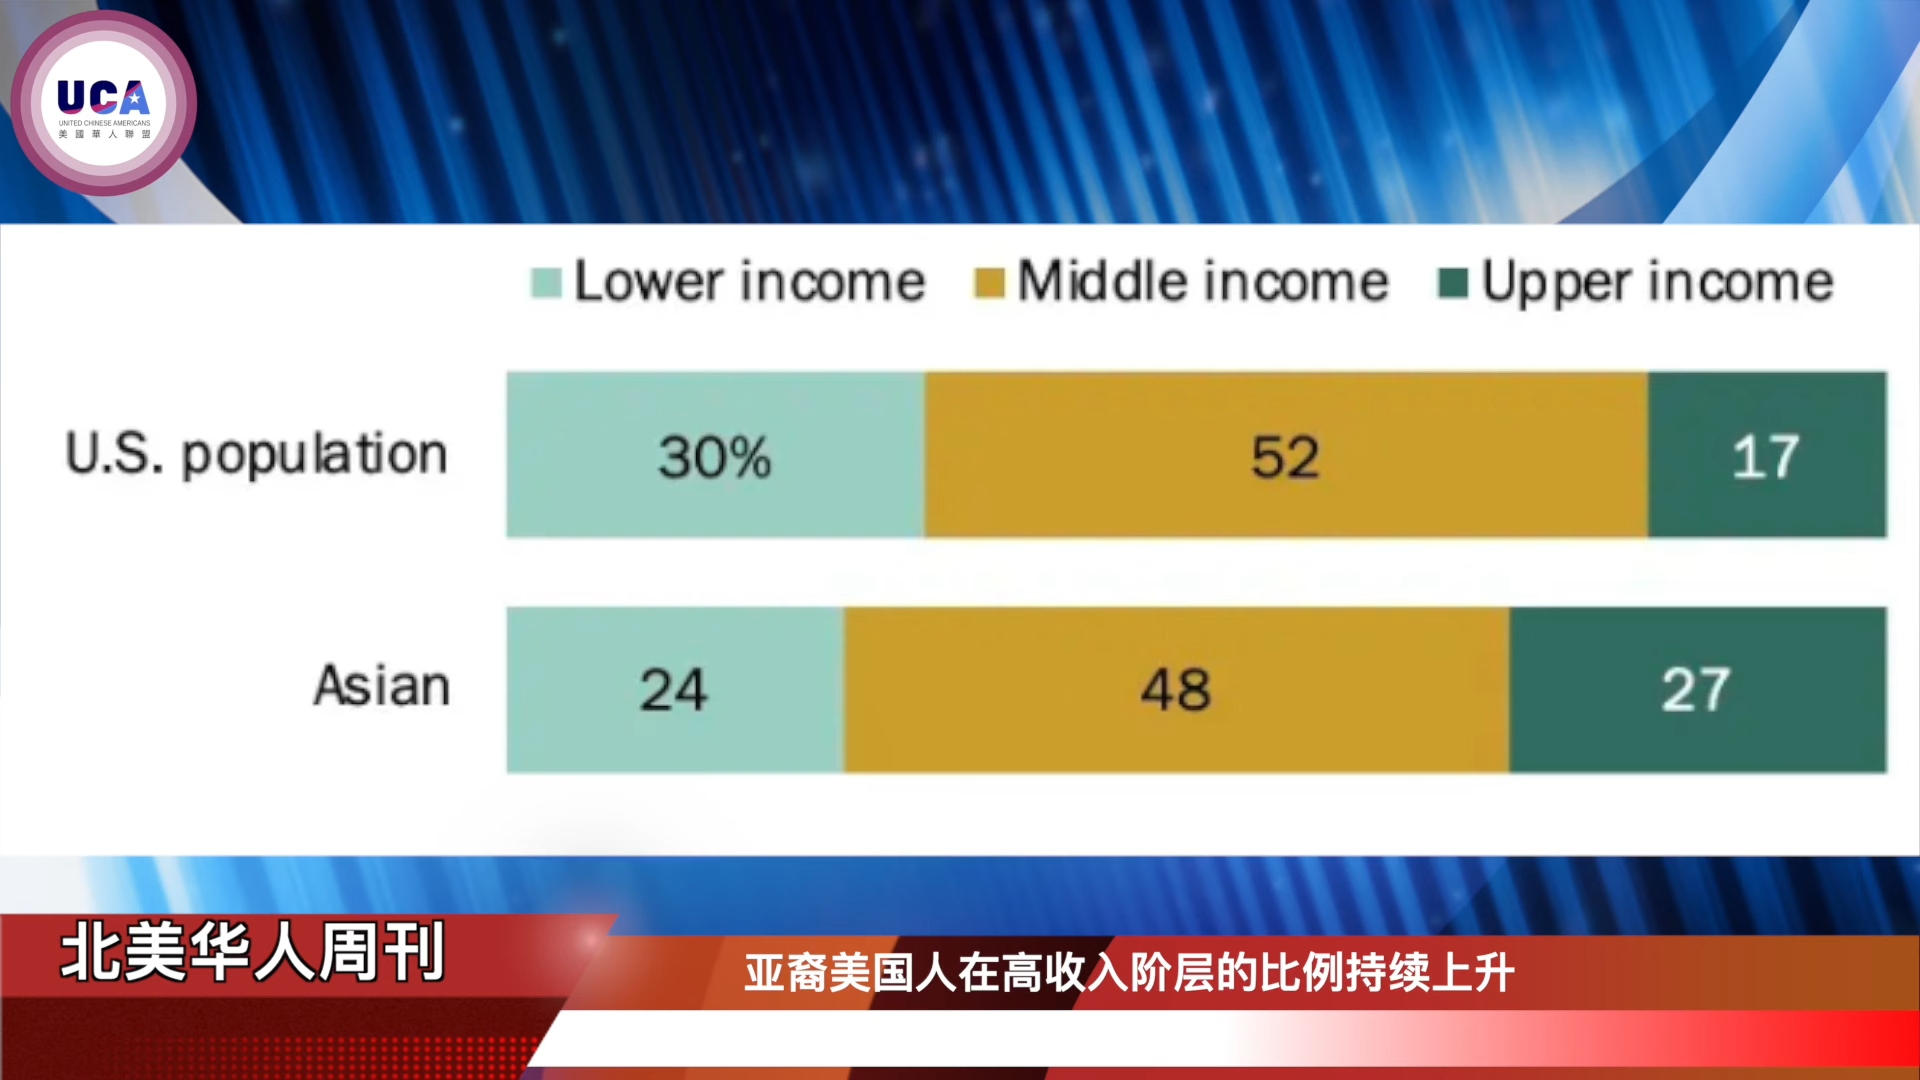 UCA
UNITED CHINESE AMERICANS
美國華人聯盟
Lower income Middle income Upper income
U.S. population 30% 52 17
Asian 24 48 27
北美华人周刊
亚裔美国人在高收入阶层的比例持续上升